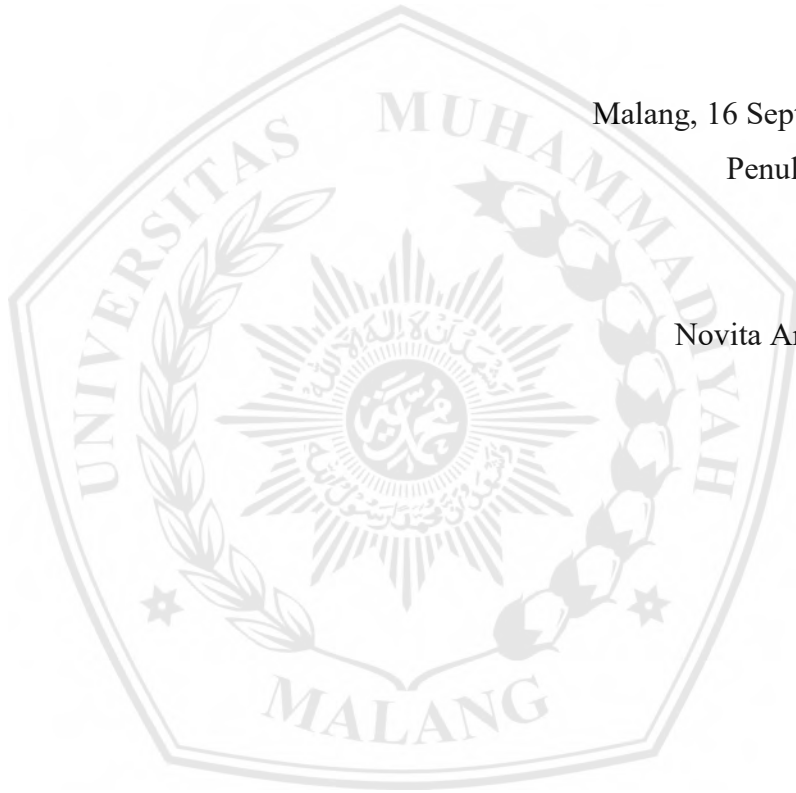 Malang, 16 Sept
Penul
Novita Ar
UNIVERSITAS MUHAMMADIYAH
MALANG